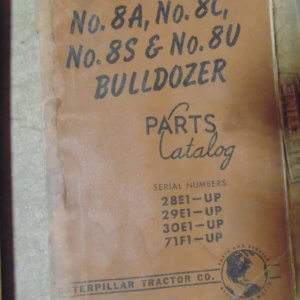 No. 8A, No. 8C,
No. 8S & No. 8U
BULLDOZER
PARTS
Catalog
SERIAL NUMBERS
28E1—UP
29E1—UP
30E1—UP
71F1—UP
CATERPILLAR TRACTOR CO.